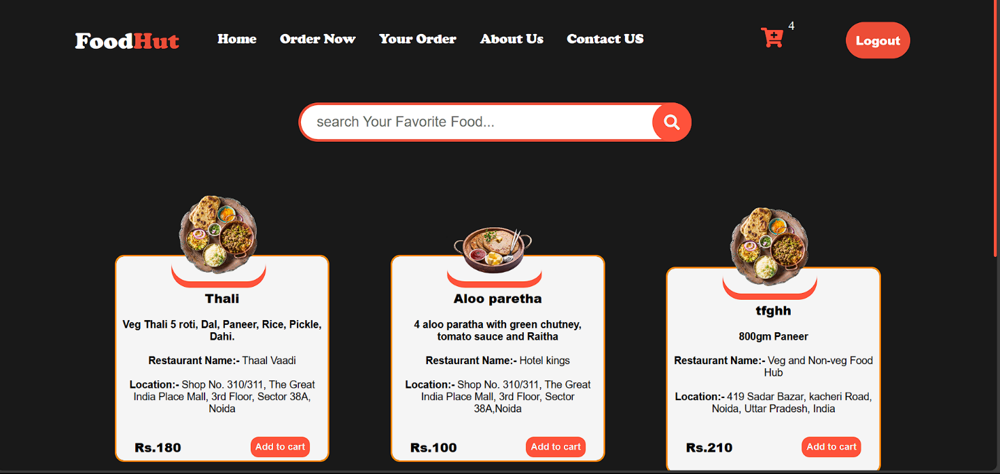 FoodHut Home Order Now Your Order About Us Contact US 4 Logout
search Your Favorite Food...
Thali
Veg Thali 5 roti, Dal, Paneer, Rice, Pickle,
Dahi.
Restaurant Name:- Thaal Vaadi
Location:- Shop No. 310/311, The Great
India Place Mall, 3rd Floor, Sector 38A,
Noida
Rs.180 Add to cart
Aloo paretha
4 aloo paratha with green chutney,
tomato sauce and Raitha
Restaurant Name:- Hotel kings
Location:- Shop No. 310/311, The Great
India Place Mall, 3rd Floor, Sector
38A,Noida
Rs.100 Add to cart
tfghh
800gm Paneer
Restaurant Name:- Veg and Non-veg Food
Hub
Location:- 419 Sadar Bazar, kacheri Road,
Noida, Uttar Pradesh, India
Rs.210 Add to cart